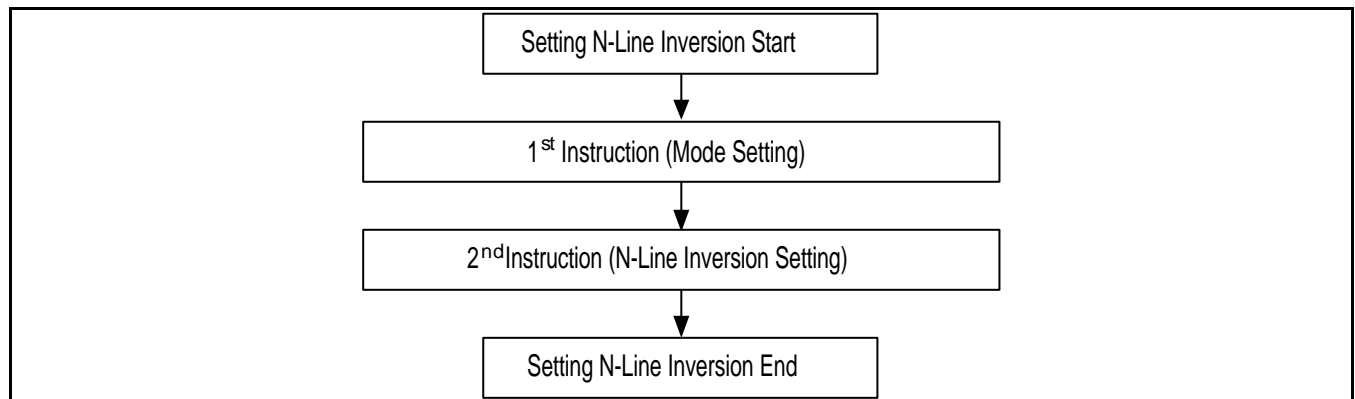 Setting N-Line Inversion Start
1st Instruction (Mode Setting)
2ndInstruction (N-Line Inversion Setting)
Setting N-Line Inversion End